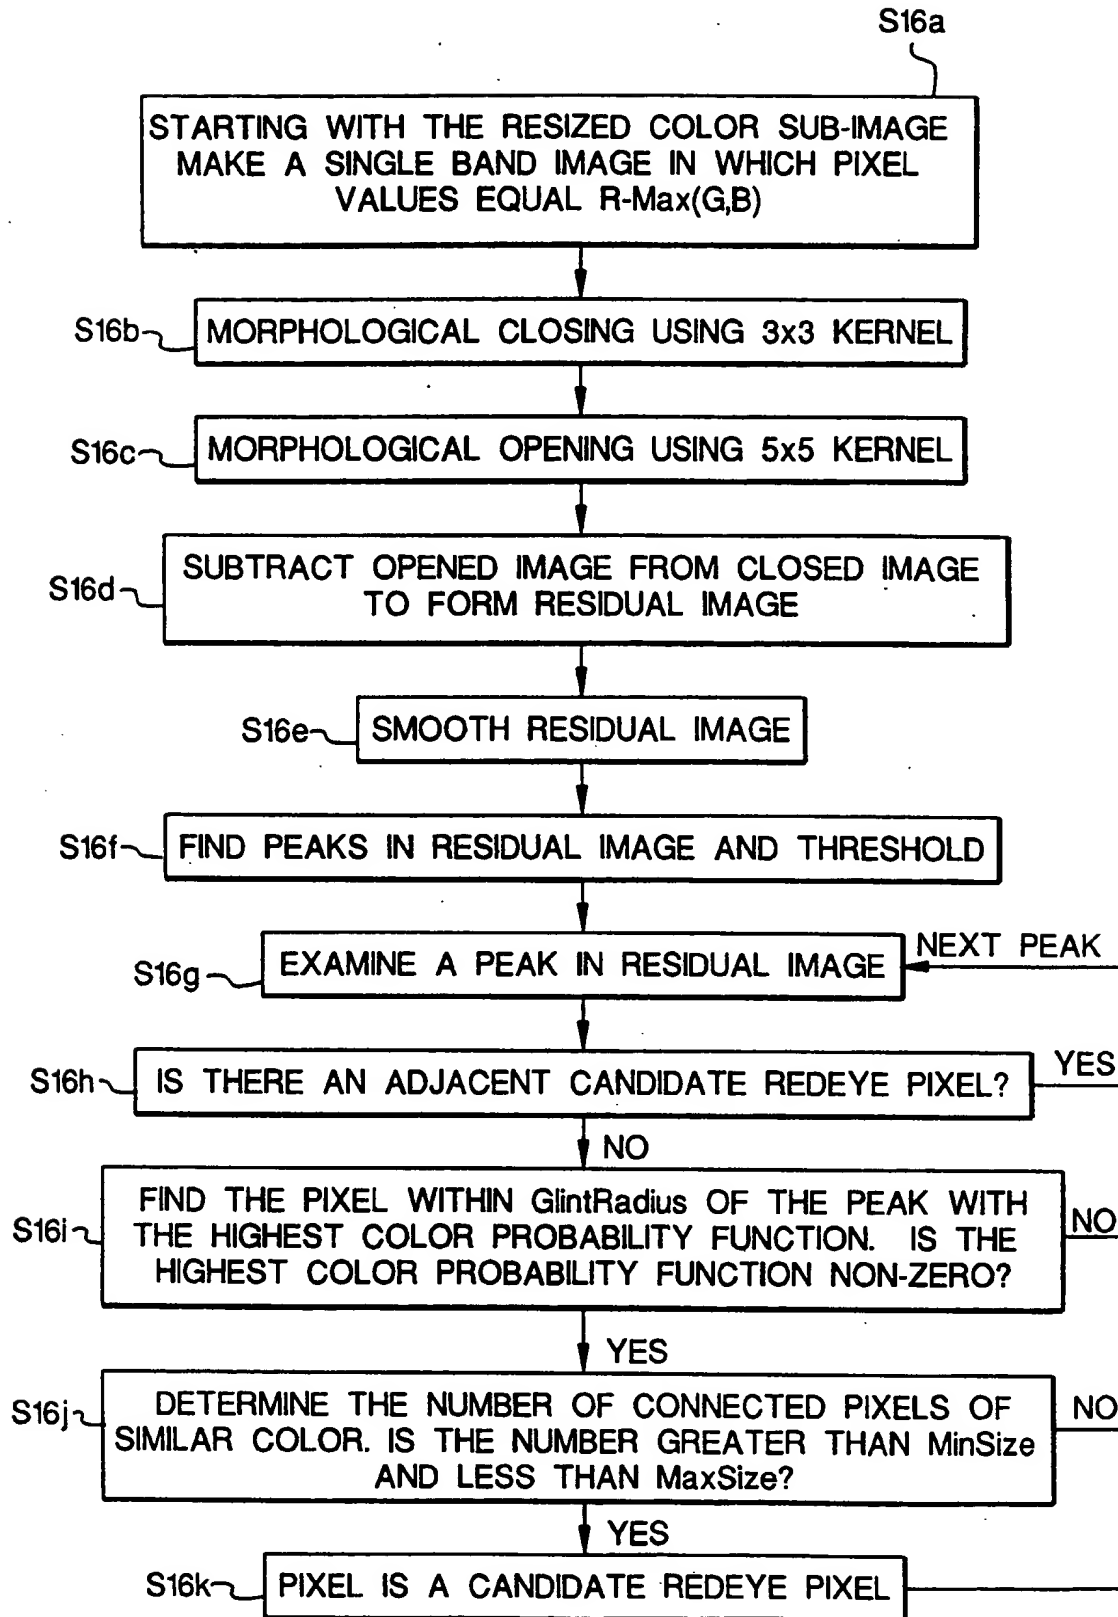 S16a
STARTING WITH THE RESIZED COLOR SUB-IMAGE
MAKE A SINGLE BAND IMAGE IN WHICH PIXEL
VALUES EQUAL R-Max(G,B)
S16b
MORPHOLOGICAL CLOSING USING 3x3 KERNEL
S16c
MORPHOLOGICAL OPENING USING 5x5 KERNEL
S16d
SUBTRACT OPENED IMAGE FROM CLOSED IMAGE
TO FORM RESIDUAL IMAGE
S16e
SMOOTH RESIDUAL IMAGE
S16f
FIND PEAKS IN RESIDUAL IMAGE AND THRESHOLD
S16g
EXAMINE A PEAK IN RESIDUAL IMAGE
NEXT PEAK
S16h
IS THERE AN ADJACENT CANDIDATE REDEYE PIXEL?
YES
NO
S16i
FIND THE PIXEL WITHIN GlintRadius OF THE PEAK WITH
THE HIGHEST COLOR PROBABILITY FUNCTION. IS THE
HIGHEST COLOR PROBABILITY FUNCTION NON-ZERO?
NO
YES
S16j
DETERMINE THE NUMBER OF CONNECTED PIXELS OF
SIMILAR COLOR. IS THE NUMBER GREATER THAN MinSize
AND LESS THAN MaxSize?
NO
YES
S16k
PIXEL IS A CANDIDATE REDEYE PIXEL